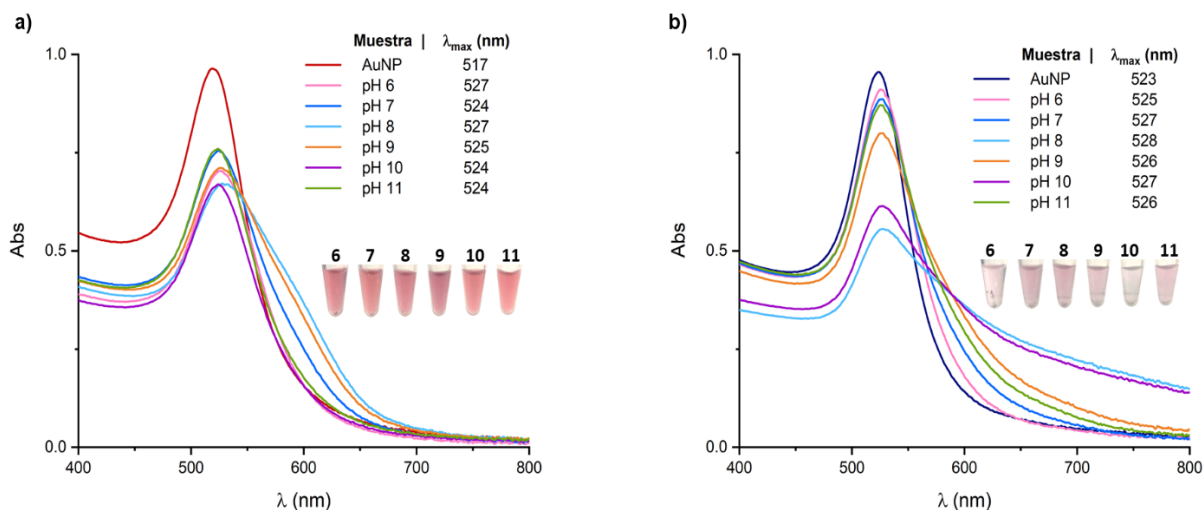 a)
Muestra | λmax (nm)
AuNP 517
pH 6 527
pH 7 524
pH 8 527
pH 9 525
pH 10 524
pH 11 524
6 7 8 9 10 11
1.0
0.5
0.0
Abs
400 500 600 700 800
λ (nm)
b)
Muestra | λmax (nm)
AuNP 523
pH 6 525
pH 7 527
pH 8 528
pH 9 526
pH 10 527
pH 11 526
6 7 8 9 10 11
1.0
0.5
0.0
Abs
400 500 600 700 800
λ (nm)